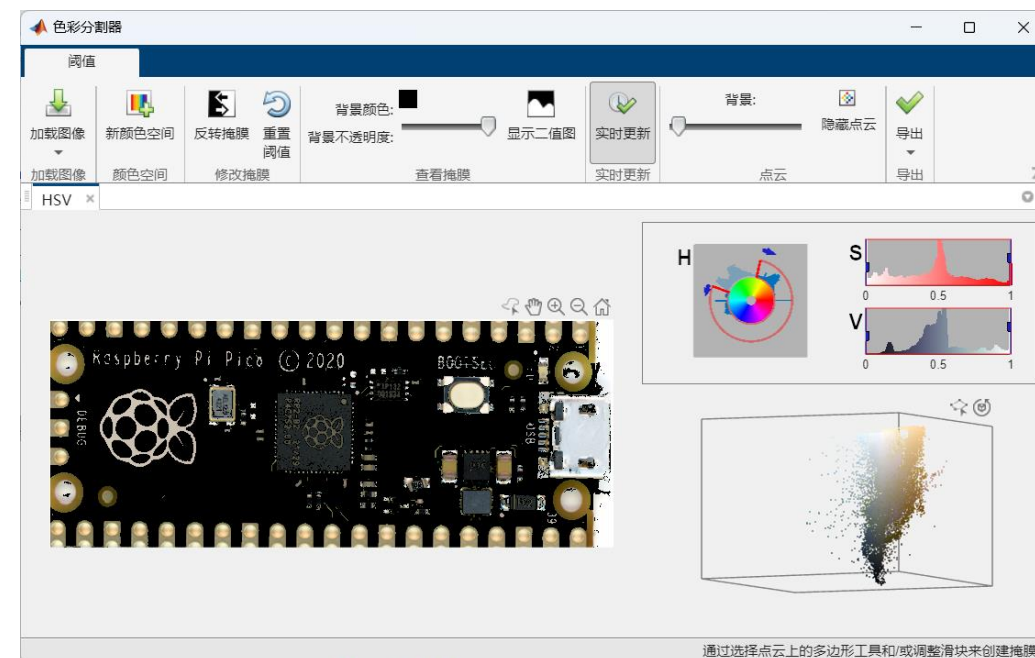 色彩分割器
阈值
加载图像
新颜色空间
反转掩膜
重置
阈值
背景颜色:
背景不透明度:
显示二值图
实时更新
背景:
隐藏点云
导出
加载图像
颜色空间
修改掩膜
查看掩膜
实时更新
点云
导出
HSV
H
S
0 0.5 1
V
0 0.5 1
Raspberry Pi Pico © 2020
BOOTSEL
DEBUG
USB
39
通过选择点云上的多边形工具和/或调整滑块来创建掩膜